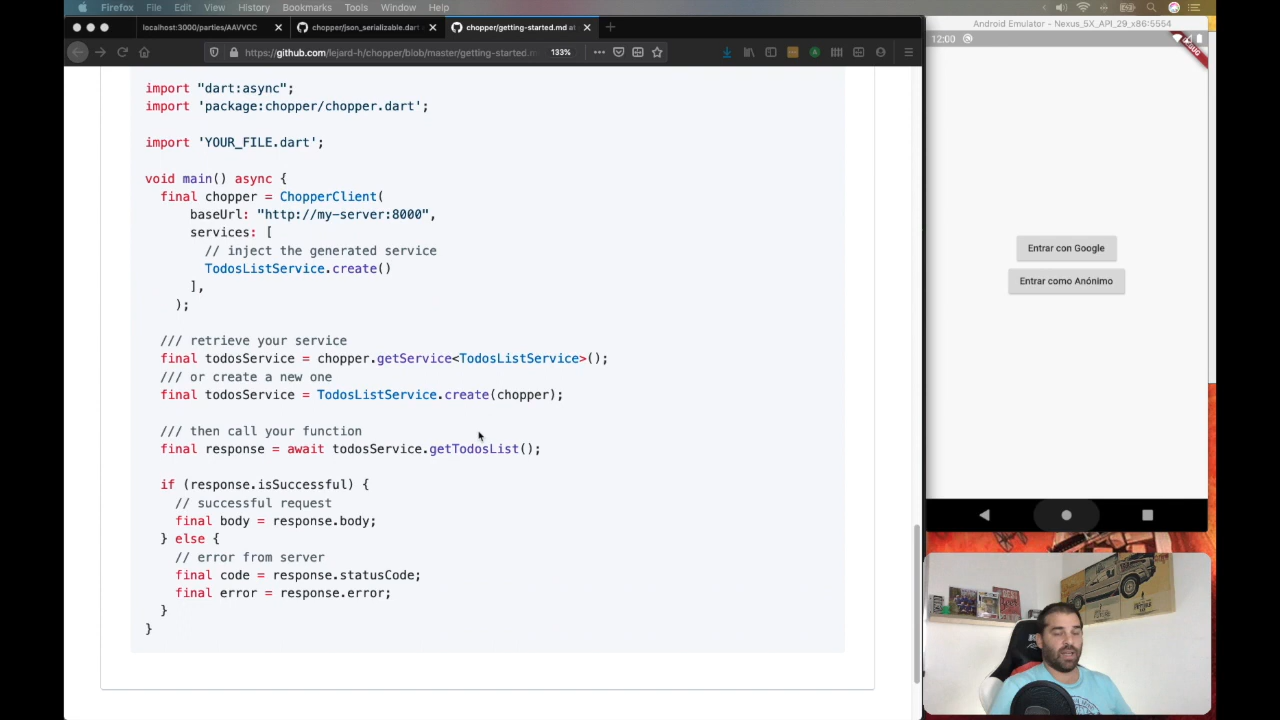 Firefox File Edit View History Bookmarks Tools Window Help
localhost:3000/parties/AAVVCC
chopper/json_serializable.dart
chopper/getting-started.md at
https://github.com/lejard-h/chopper/blob/master/getting-started.m
133%
import "dart:async";
import 'package:chopper/chopper.dart';
import 'YOUR_FILE.dart';
void main() async {
final chopper = ChopperClient(
baseUrl: "http://my-server:8000",
services: [
// inject the generated service
TodosListService.create()
],
);
/// retrieve your service
final todosService = chopper.getService<TodosListService>();
/// or create a new one
final todosService = TodosListService.create(chopper);
/// then call your function
final response = await todosService.getTodosList();
if (response.isSuccessful) {
// successful request
final body = response.body;
} else {
// error from server
final code = response.statusCode;
final error = response.error;
}
}
Android Emulator - Nexus_5X_API_29_x86:5554
12:00
Entrar con Google
Entrar como Anónimo